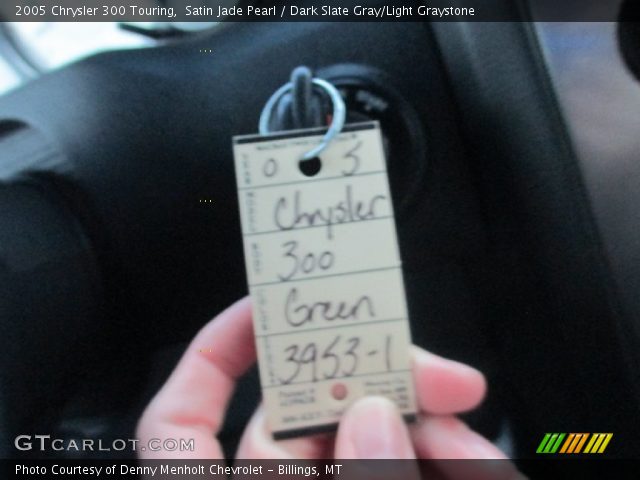 2005 Chrysler 300 Touring,  Satin Jade Pearl / Dark Slate Gray/Light Graystone
0 5
Chrysler
300
Green
3953-1
GTCARLOT.COM
Photo Courtesy of Denny Menholt Chevrolet - Billings, MT